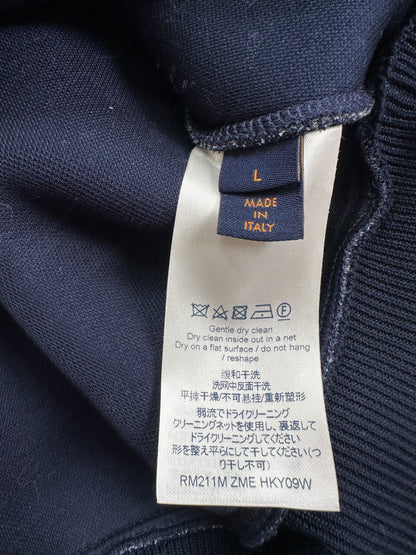 L
MADE
IN
ITALY
Gentle dry clean
Dry clean inside out in a net
Dry on a flat surface / do not hang
/ reshape
缓和干洗
洗网中反面干洗
平摊干燥/不可悬挂/重新塑形
弱流でドライクリーニング
クリーニングネットを使用し、裏返して
ドライクリーニングしてください
形を整え平らにして干してください(つ
り干し不可)
RM211M ZME HKY09W